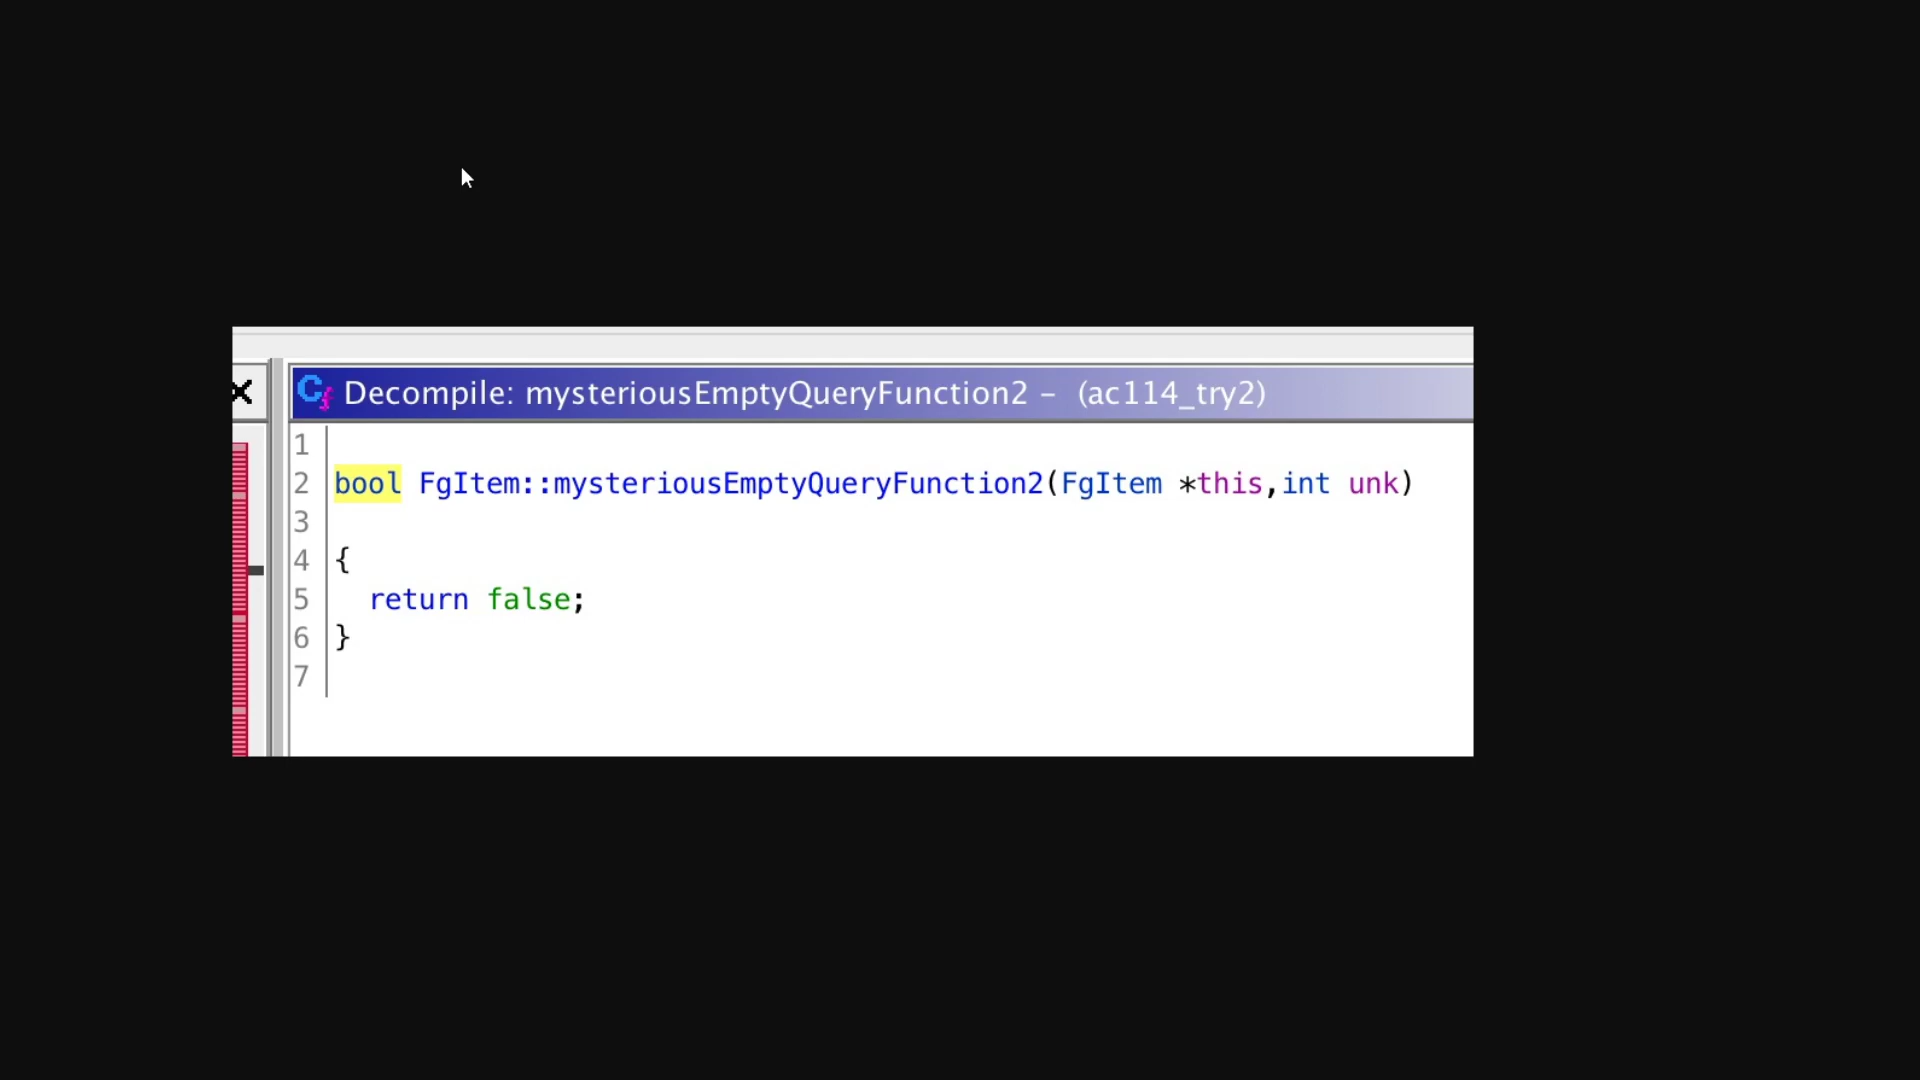 Decompile: mysteriousEmptyQueryFunction2 – (ac114_try2)
1
2 bool FgItem::mysteriousEmptyQueryFunction2(FgItem *this,int unk)
3
4 {
5 return false;
6 }
7